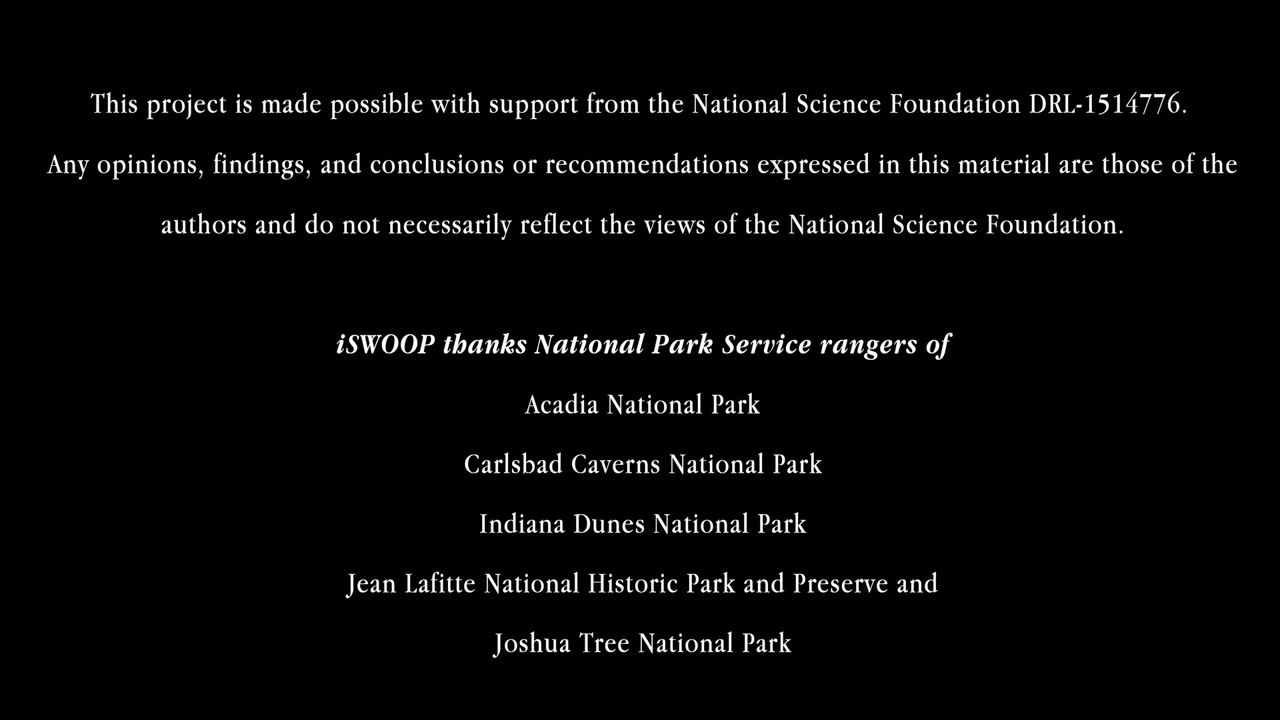 This project is made possible with support from the National Science Foundation DRL-1514776.
Any opinions, findings, and conclusions or recommendations expressed in this material are those of the
authors and do not necessarily reflect the views of the National Science Foundation.
iSWOOP thanks National Park Service rangers of
Acadia National Park
Carlsbad Caverns National Park
Indiana Dunes National Park
Jean Lafitte National Historic Park and Preserve and
Joshua Tree National Park